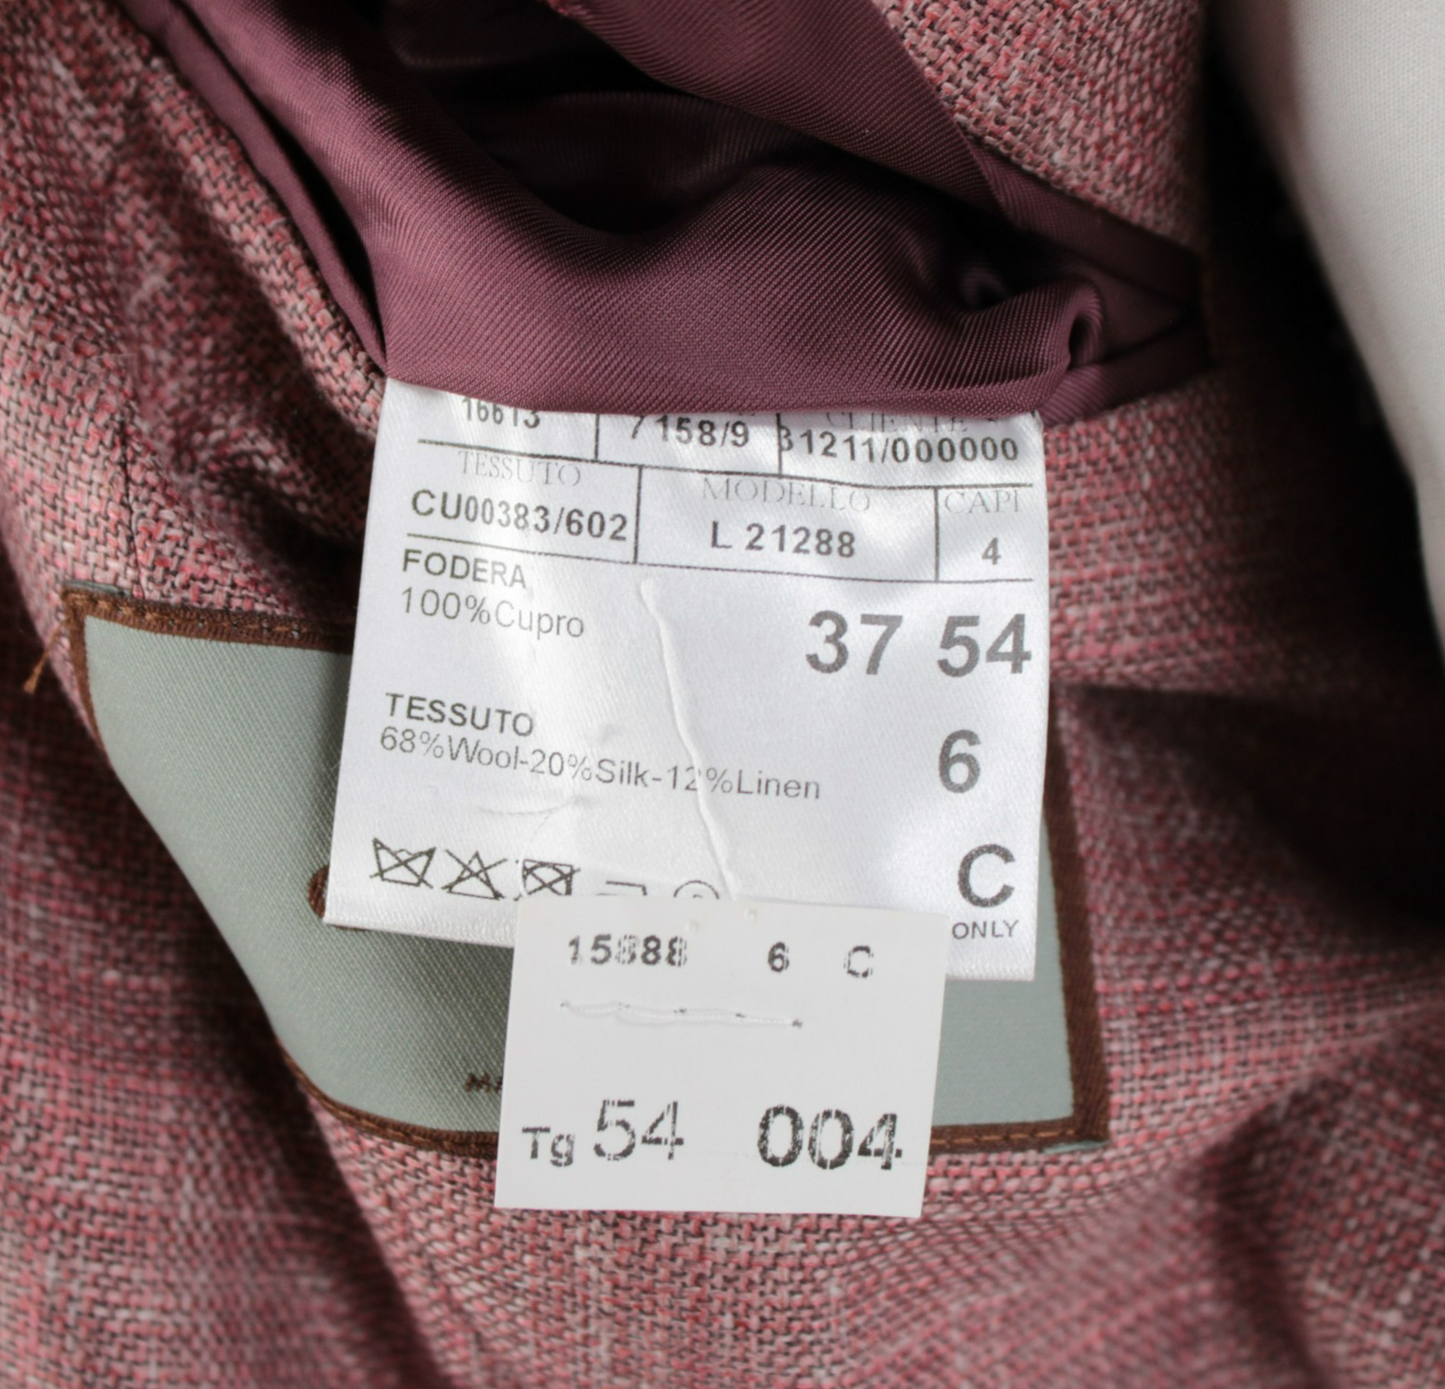 16613 7158/9 CLIENTE 31211/000000
TESSUTO MODELLO CAPI
CU00383/602 L 21288 4
FODERA
100%Cupro
37 54
TESSUTO
68%Wool-20%Silk-12%Linen
6
C
ONLY
15888 6 C
Tg 54 004